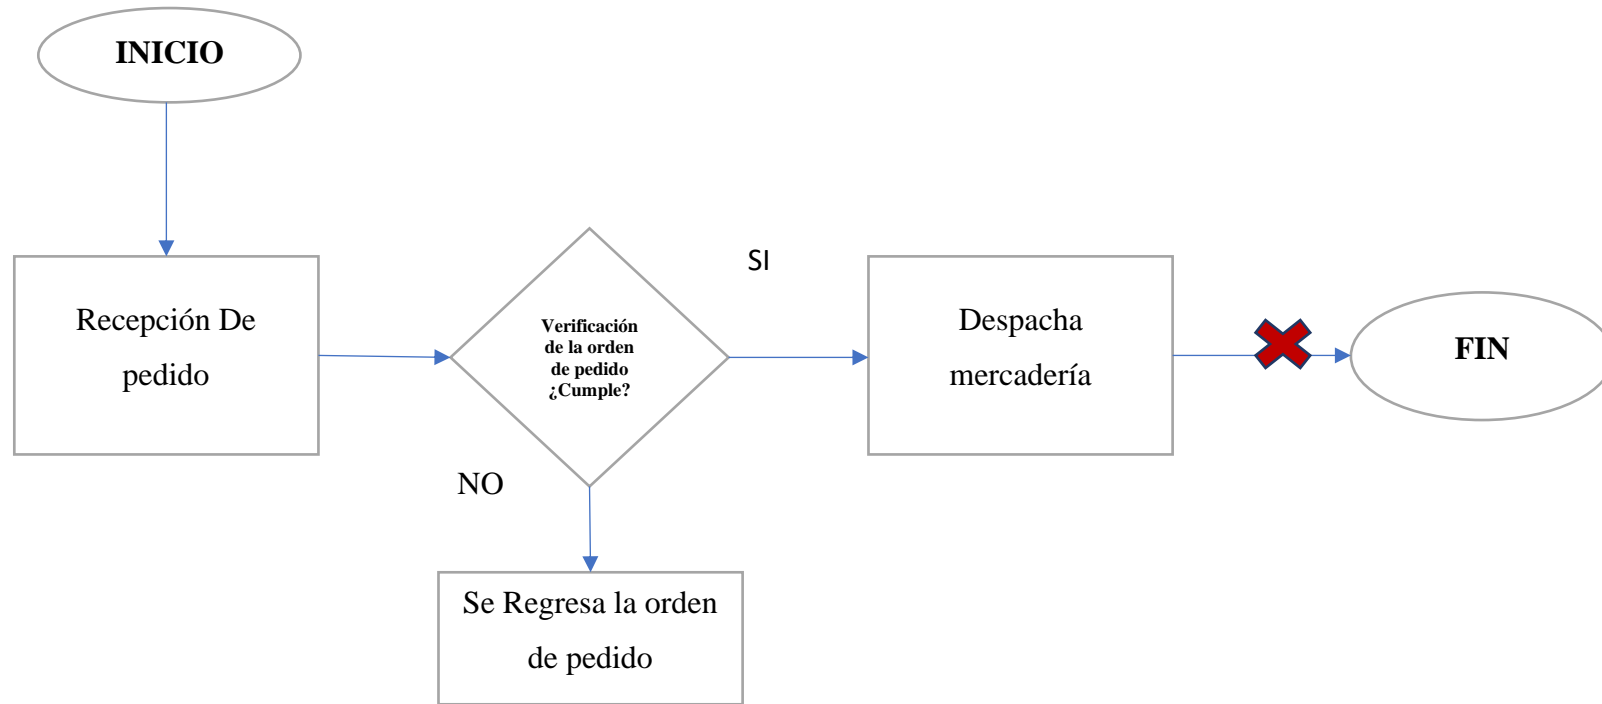 INICIO
Recepción De
pedido
Verificación
de la orden
de pedido
¿Cumple?
SI
Despacha
mercadería
FIN
NO
Se Regresa la orden
de pedido